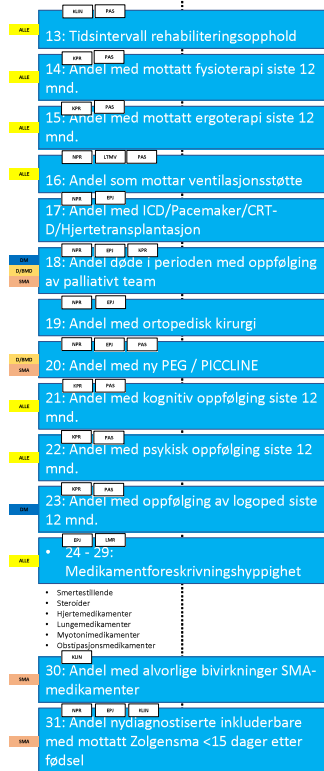 KLIN PAS
ALLE
13: Tidsintervall rehabiliteringsopphold
KPR PAS
ALLE
14: Andel med mottatt fysioterapi siste 12
mnd.
KPR PAS
ALLE
15: Andel med mottatt ergoterapi siste 12
mnd.
NPR LTMV PAS
ALLE
16: Andel som mottar ventilasjonsstøtte
NPR EPJ
17: Andel med ICD/Pacemaker/CRT-
D/Hjertetransplantasjon
NPR EPJ KPR
DM
D/BMD
SMA
18: Andel døde i perioden med oppfølging
av palliativt team
NPR EPJ
19: Andel med ortopedisk kirurgi
NPR EPJ PAS
D/BMD
SMA
20: Andel med ny PEG / PICCLINE
KPR PAS
ALLE
21: Andel med kognitiv oppfølging siste 12
mnd.
KPR PAS
ALLE
22: Andel med psykisk oppfølging siste 12
mnd.
KPR PAS
DM
23: Andel med oppfølging av logoped siste
12 mnd.
EPJ LMR
ALLE
• 24 - 29:
Medikamentforeskrivningshyppighet
• Smertestillende
• Steroider
• Hjertemedikamenter
• Lungemedikamenter
• Myotonimedikamenter
• Obstipasjonsmedikamenter
KLIN
SMA
30: Andel med alvorlige bivirkninger SMA-
medikamenter
NPR EPJ KLIN
SMA
31: Andel nydiagnostiserte inkluderbare
med mottatt Zolgensma <15 dager etter
fødsel